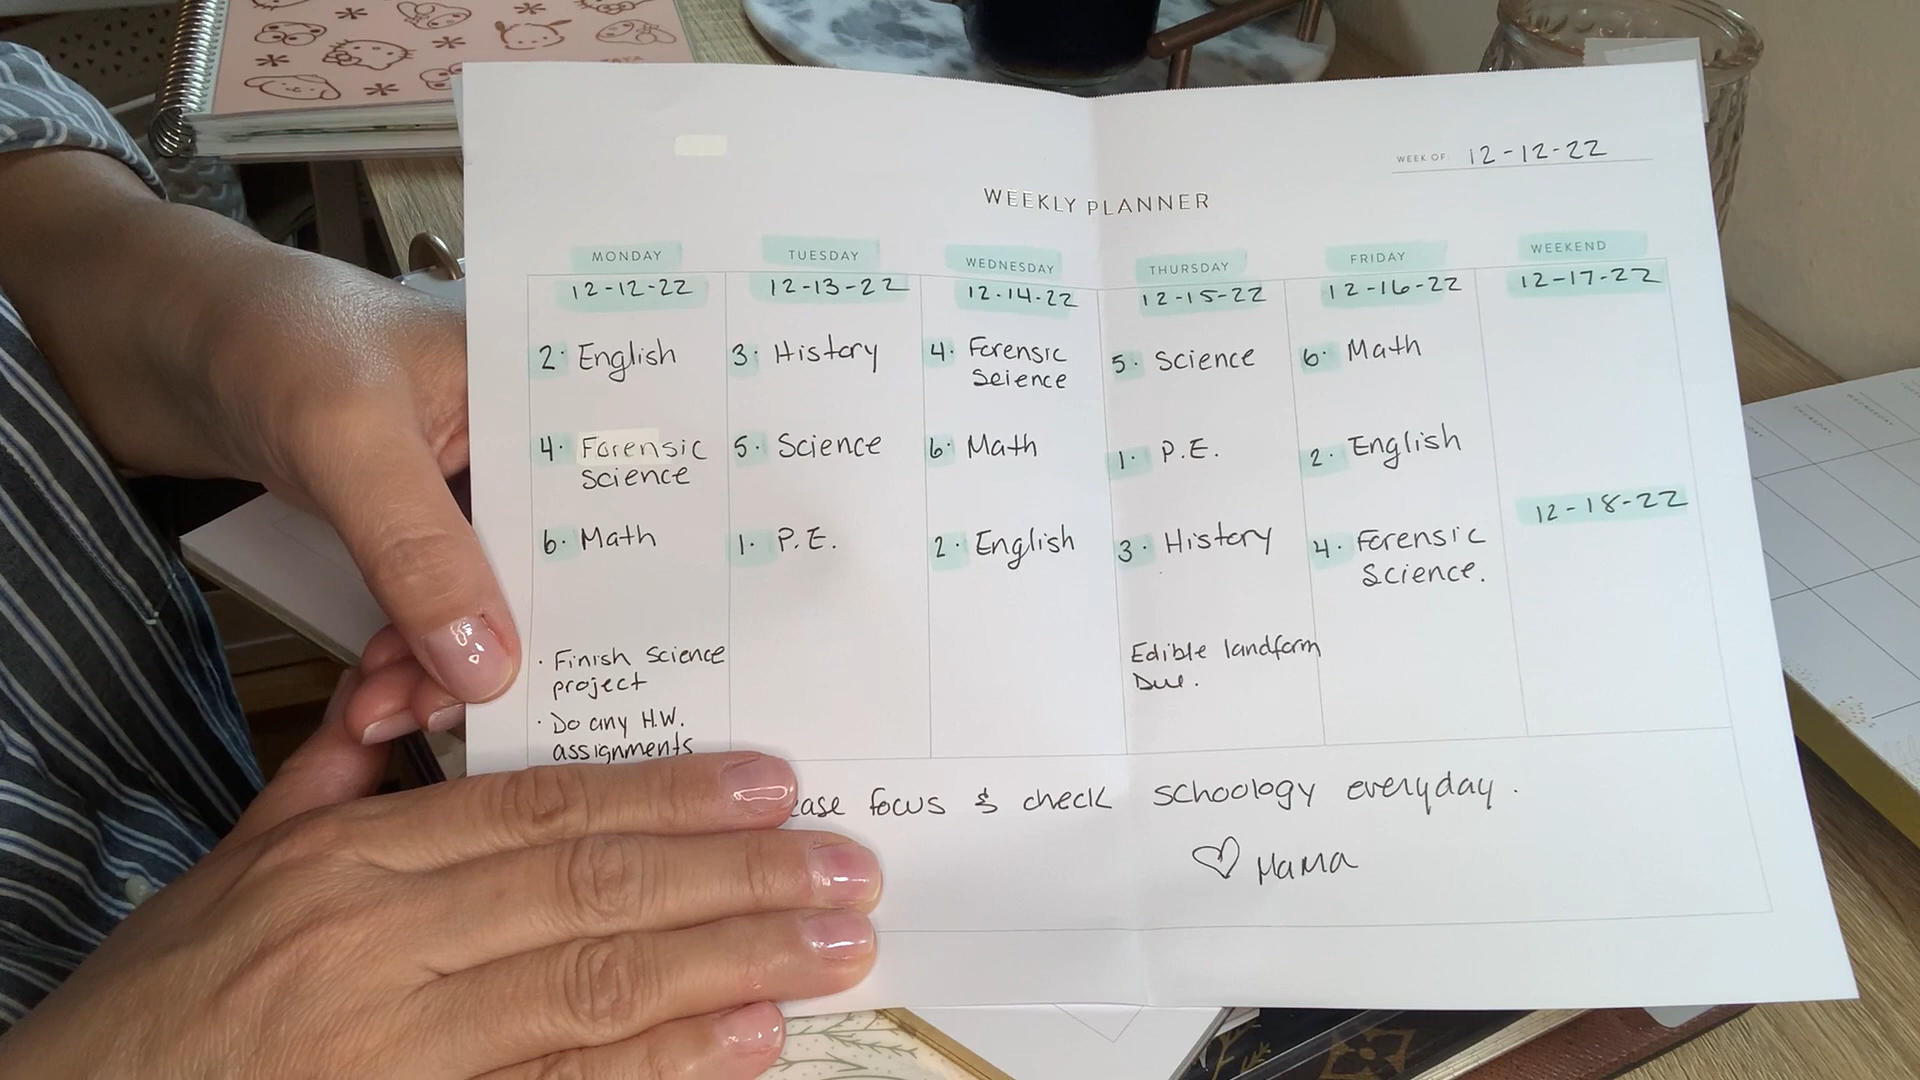 WEEK OF: 12-12-22
WEEKLY PLANNER
MONDAY
12-12-22
2. English
4. Forensic
Science
6. Math
· Finish science
project
· Do any H.W.
assignments
TUESDAY
12-13-22
3. History
5. Science
1. P.E.
WEDNESDAY
12.14.22
4. Forensic
Science
6. Math
2. English
THURSDAY
12-15-22
5. Science
1. P.E.
3. History
Edible landform
Due.
FRIDAY
12-16-22
6. Math
2. English
4. Forensic
Science.
WEEKEND
12-17-22
12-18-22
focus & check schoology everyday.
♡ Mama